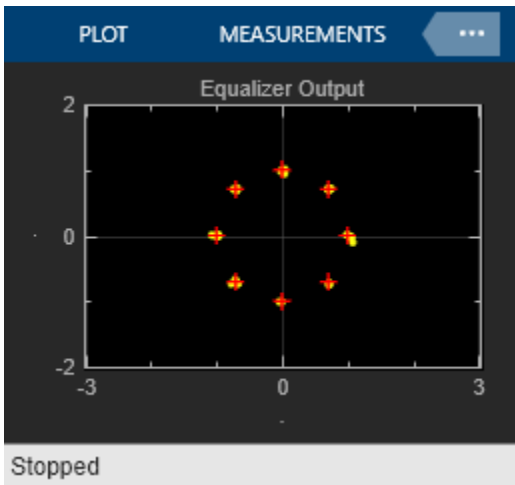 PLOT MEASUREMENTS ...
Equalizer Output
2
0
-2
-3 0 3
Stopped